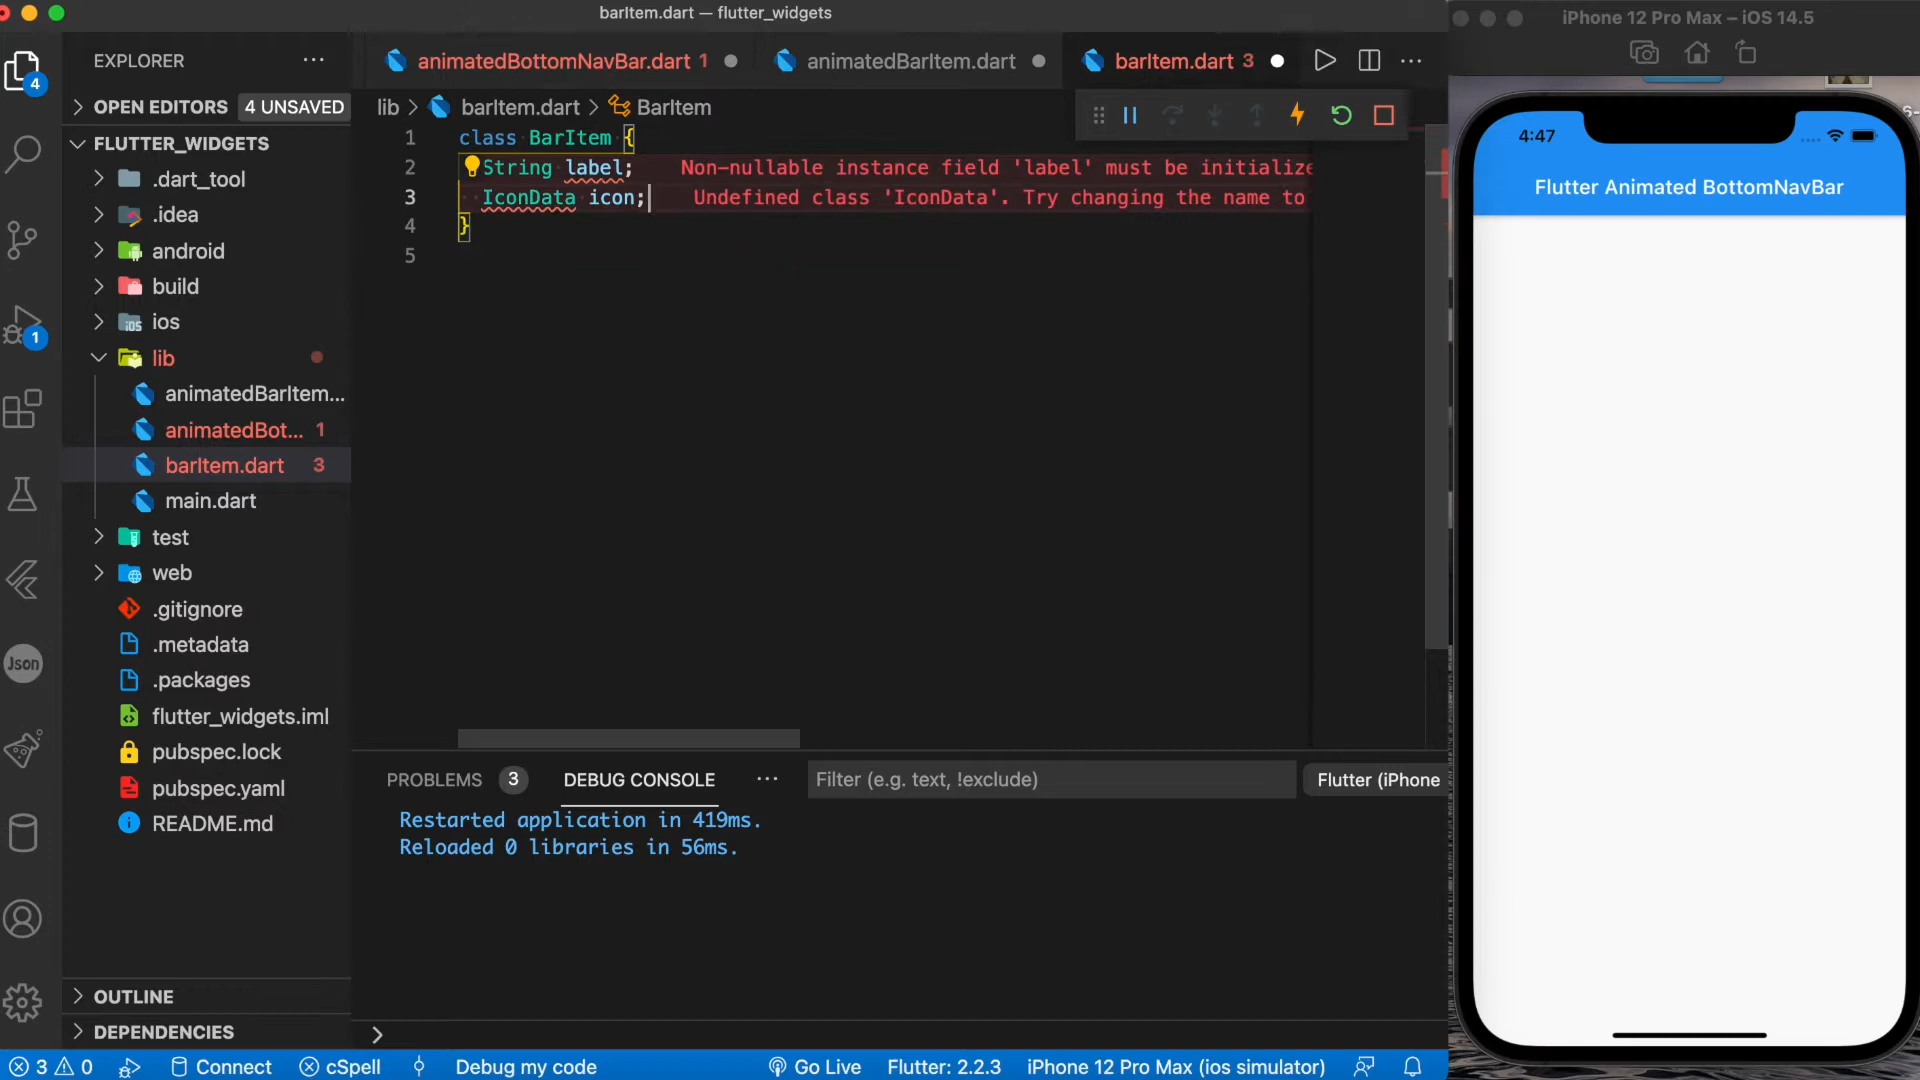 barItem.dart — flutter_widgets
iPhone 12 Pro Max – iOS 14.5
EXPLORER
animatedBottomNavBar.dart 1
animatedBarItem.dart
barItem.dart 3
4
OPEN EDITORS
4 UNSAVED
lib > barItem.dart > BarItem
FLUTTER_WIDGETS
.dart_tool
.idea
android
build
ios
lib
animatedBarItem...
animatedBot... 1
barItem.dart 3
main.dart
test
web
.gitignore
.metadata
.packages
flutter_widgets.iml
pubspec.lock
pubspec.yaml
README.md
OUTLINE
DEPENDENCIES
1
Json
1 class BarItem {
2 String label; Non-nullable instance field 'label' must be initialize
3 IconData icon; Undefined class 'IconData'. Try changing the name to
4 }
5
PROBLEMS 3 DEBUG CONSOLE
Filter (e.g. text, !exclude)
Flutter (iPhone
Restarted application in 419ms.
Reloaded 0 libraries in 56ms.
3 0 Connect cSpell Debug my code Go Live Flutter: 2.2.3 iPhone 12 Pro Max (ios simulator)
4:47
Flutter Animated BottomNavBar